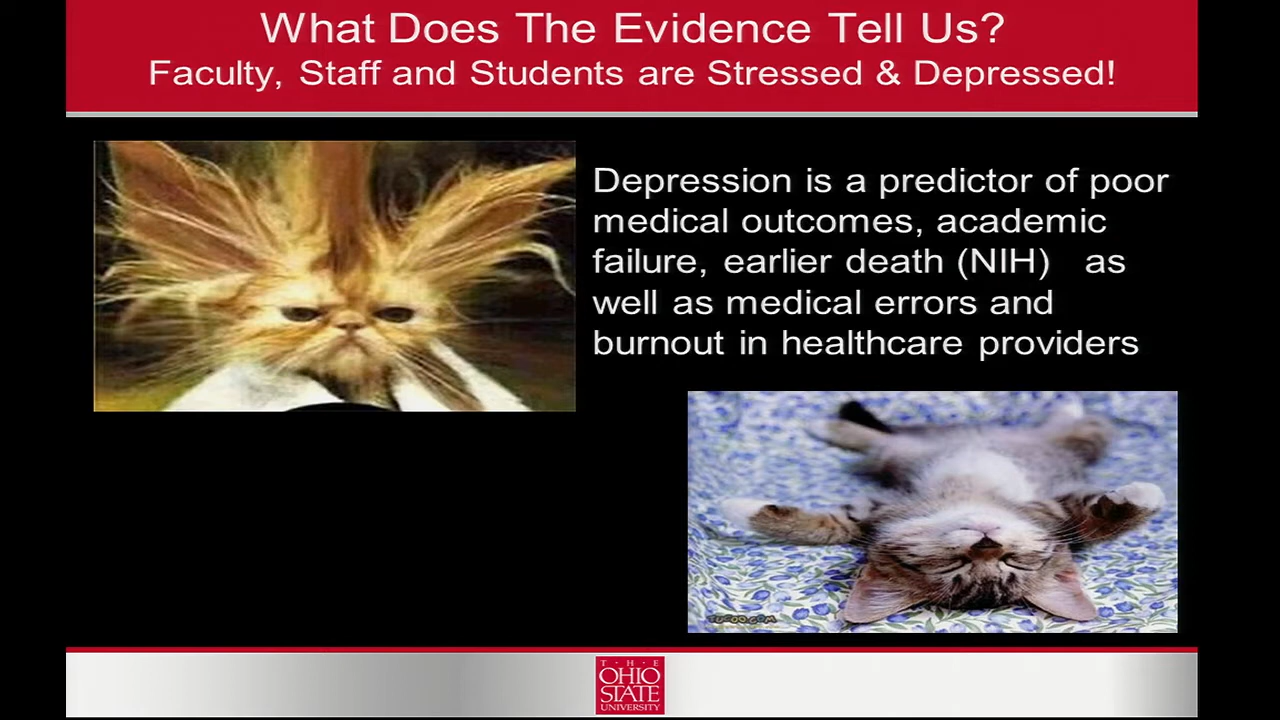 What Does The Evidence Tell Us?
Faculty, Staff and Students are Stressed & Depressed!
Depression is a predictor of poor
medical outcomes, academic
failure, earlier death (NIH) as
well as medical errors and
burnout in healthcare providers
T · H · E
OHIO
STATE
UNIVERSITY